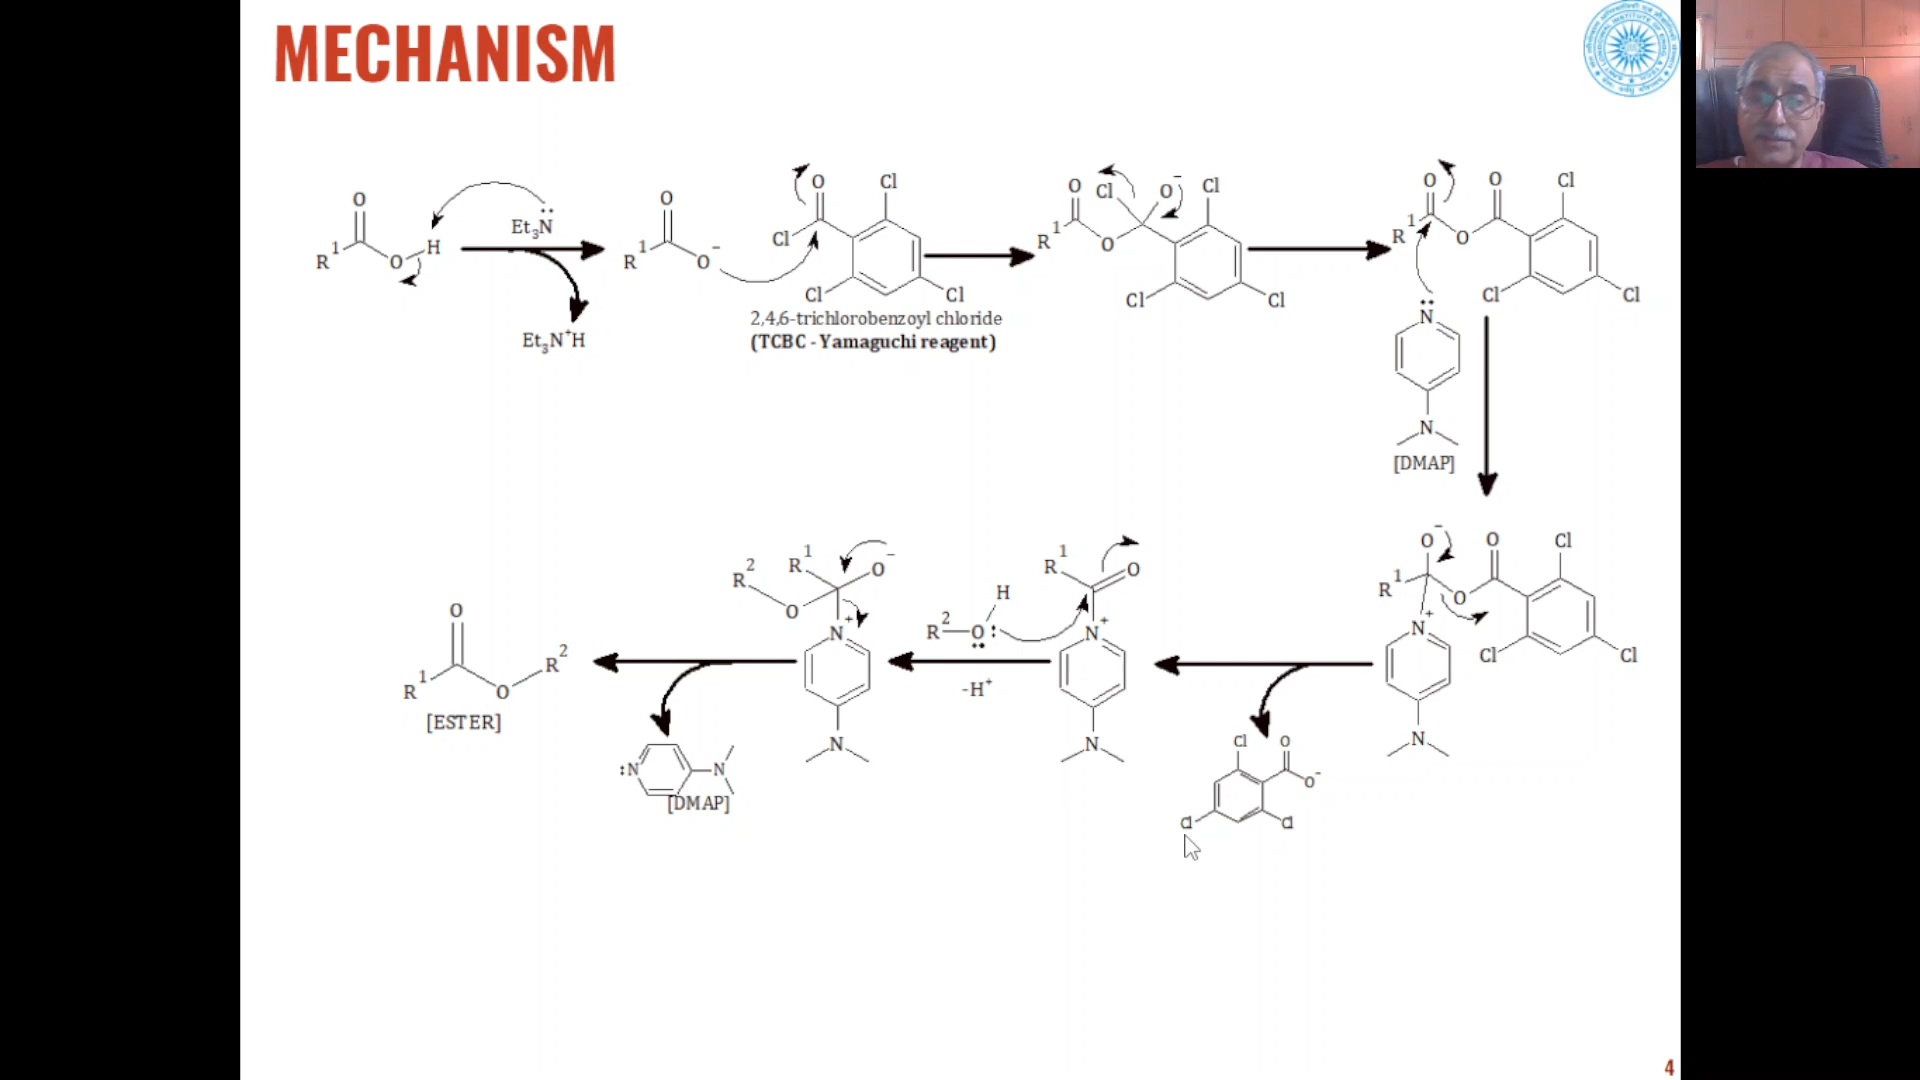 MECHANISM
O
R¹
O
H
Et₃N
Et₃N⁺H
O
R¹
O⁻
O
Cl
Cl
Cl
Cl
2,4,6-trichlorobenzoyl chloride
(TCBC - Yamaguchi reagent)
O
Cl
O⁻
Cl
R¹
O
Cl
Cl
O
O
Cl
R¹
O
Cl
Cl
N
N
[DMAP]
O⁻
O
Cl
R¹
O
N⁺
Cl
Cl
N
Cl
O
O⁻
Cl
Cl
R¹
O
N⁺
N
H
R²—O:
-H⁺
R²
R¹
O⁻
O
N⁺
N
:N
N
[DMAP]
O
R¹
O
R²
[ESTER]
4